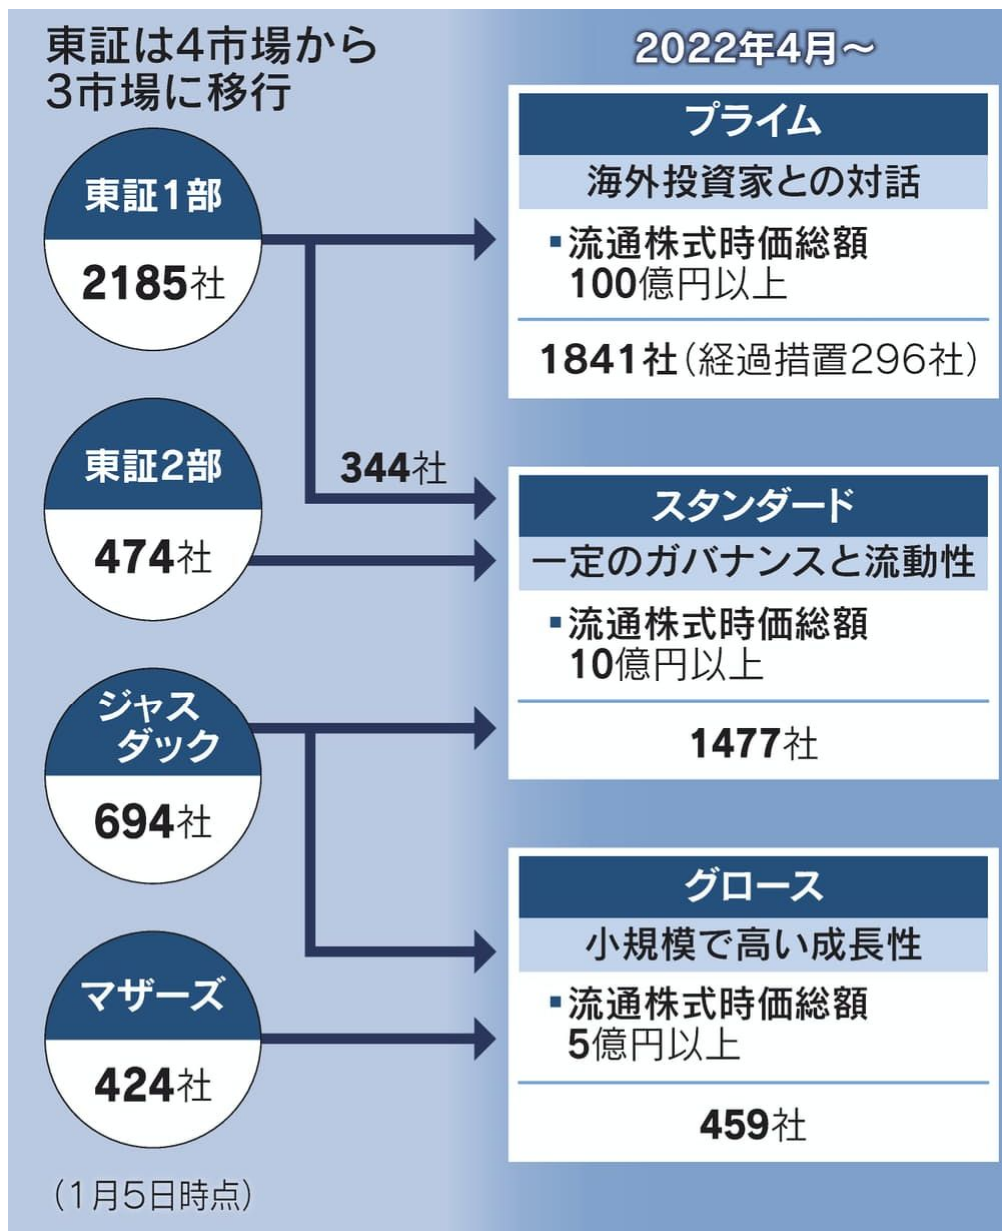 東証は4市場から
3市場に移行
2022年4月～
東証1部
2185社
東証2部
474社
ジャス
ダック
694社
マザーズ
424社
(1月5日時点)
344社
プライム
海外投資家との対話
▪流通株式時価総額
100億円以上
1841社(経過措置296社)
スタンダード
一定のガバナンスと流動性
▪流通株式時価総額
10億円以上
1477社
グロース
小規模で高い成長性
▪流通株式時価総額
5億円以上
459社